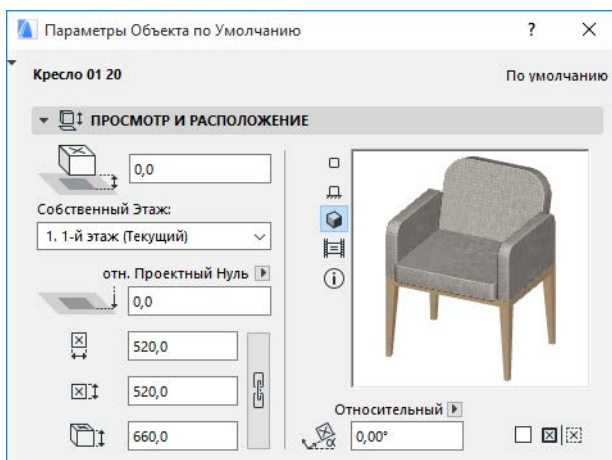 Параметры Объекта по Умолчанию ?
Кресло 01 20 По умолчанию
ПРОСМОТР И РАСПОЛОЖЕНИЕ
0,0
Собственный Этаж:
1. 1-й этаж (Текущий)
отн. Проектный Нуль
0,0
520,0
520,0
660,0
Относительный
α 0,00°